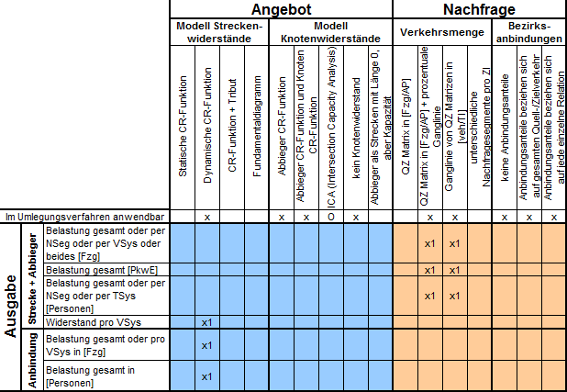 Angebot
Nachfrage
Modell Strecken-
widerstände
Modell
Knotenwiderstände
Verkehrsmenge
Bezirks-
anbindungen
Statische CR-Funktion
Dynamische CR-Funktion
CR-Funktion + Tribut
Fundamentaldiagramm
Abbieger CR-Funktion
Abbieger CR-Funktion und Knoten
CR-Funktion
ICA (Intersection Capacity Analysis)
kein Knotenwiderstand
Abbieger als Strecken mit Länge 0,
aber Kapazität
QZ Matrix in [Fzg/AP]
QZ Matrix in [Fzg/AP] + prozentuale
Ganglinie
Ganglinie von QZ Matrizen in
[veh/TI]
unterschiedliche
Nachfragesegmente pro ZI
keine Anbindungsanteile
Anbindungsanteile beziehen sich
auf gesamten Quell-/Zielverkehr
Anbindungsanteile beziehen sich
auf jede einzelne Relation
Im Umlegungsverfahren anwendbar x x x O x x x x x x
Ausgabe
Strecke + Abbieger
Belastung gesamt oder per
NSeg oder per VSys oder
beides [Fzg] x1 x1
Belastung gesamt [PkwE] x1 x1
Belastung gesamt oder per
NSeg oder per TSys
[Personen] x1 x1
Widerstand pro VSys x1
Anbindung
Belastung gesamt oder pro
VSys in [Fzg] x1
Belastung gesamt in
[Personen] x1